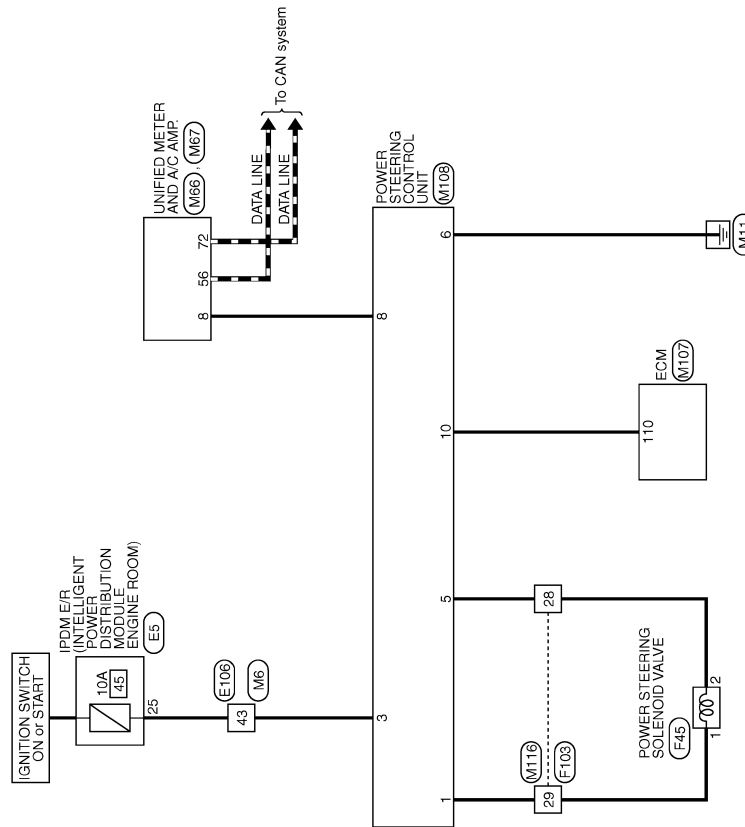 IGNITION SWITCH
ON or START
IPDM E/R
(INTELLIGENT
POWER
DISTRIBUTION
MODULE
ENGINE ROOM)
E5
10A
45
25
43
E106
M6
UNIFIED METER
AND A/C AMP.
M66 , M67
8
56
72
DATA LINE
DATA LINE
To CAN system
POWER
STEERING
CONTROL
UNIT
M108
3
8
1
5
10
6
29
28
M116
F103
POWER STEERING
SOLENOID VALVE
F45
1
2
110
ECM
M107